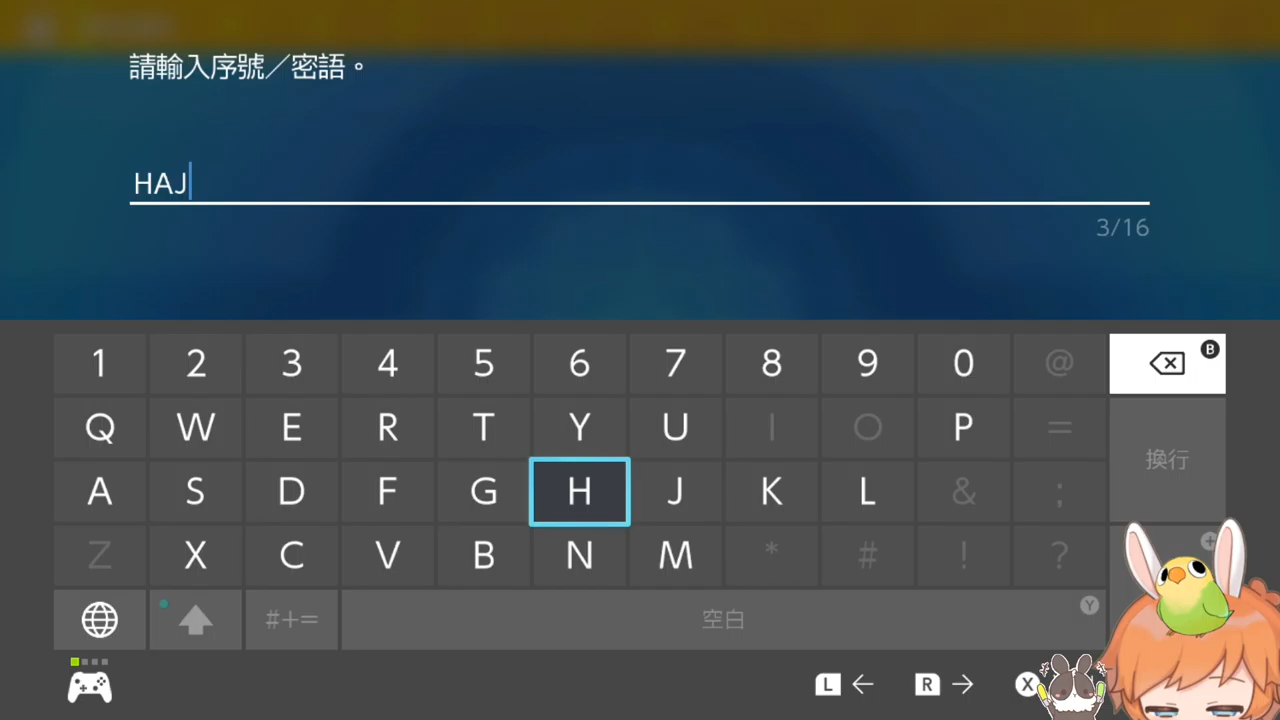 請輸入序號／密語。
HAJ
3/16
1 2 3 4 5 6 7 8 9 0 @ B
Q W E R T Y U I O P =
換行
A S D F G H J K L & ;
Z X C V B N M * # ! ? +
#+= 空白 Y
L ← R → X